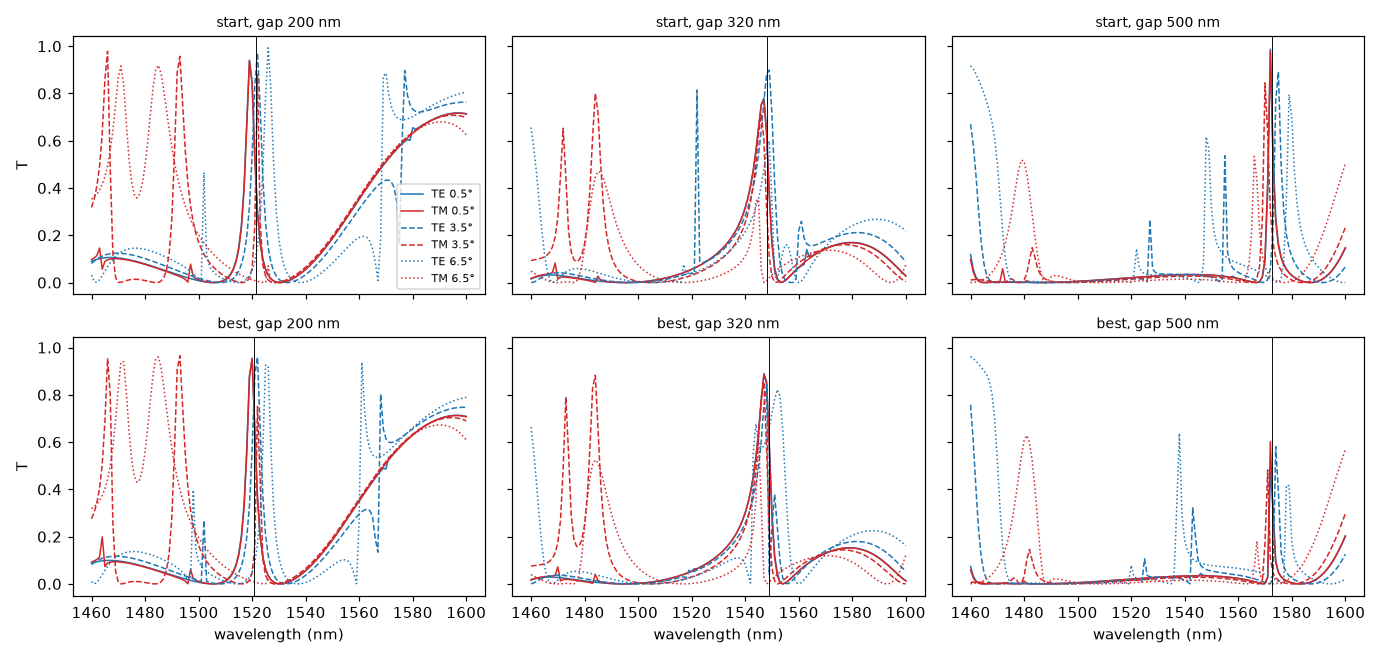 start, gap 200 nm
start, gap 320 nm
start, gap 500 nm
1.0
0.8
0.6
0.4
0.2
0.0
T
TE 0.5°
TM 0.5°
TE 3.5°
TM 3.5°
TE 6.5°
TM 6.5°
best, gap 200 nm
best, gap 320 nm
best, gap 500 nm
1.0
0.8
0.6
0.4
0.2
0.0
T
1460 1480 1500 1520 1540 1560 1580 1600
1460 1480 1500 1520 1540 1560 1580 1600
1460 1480 1500 1520 1540 1560 1580 1600
wavelength (nm)
wavelength (nm)
wavelength (nm)